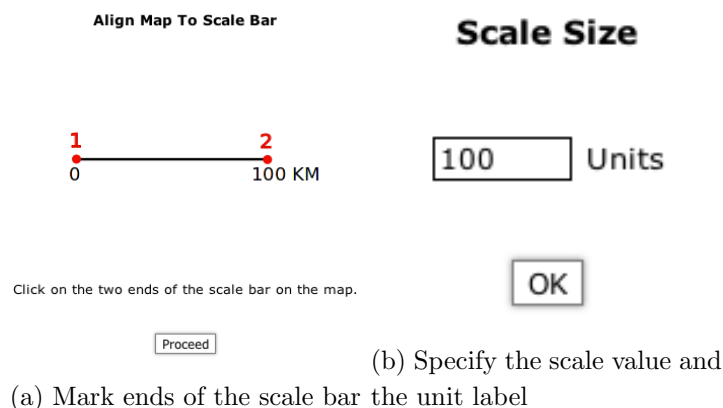 Align Map To Scale Bar
1 2
0 100 KM
Click on the two ends of the scale bar on the map.
Proceed
(a) Mark ends of the scale bar
Scale Size
100 Units
OK
(b) Specify the scale value and
the unit label